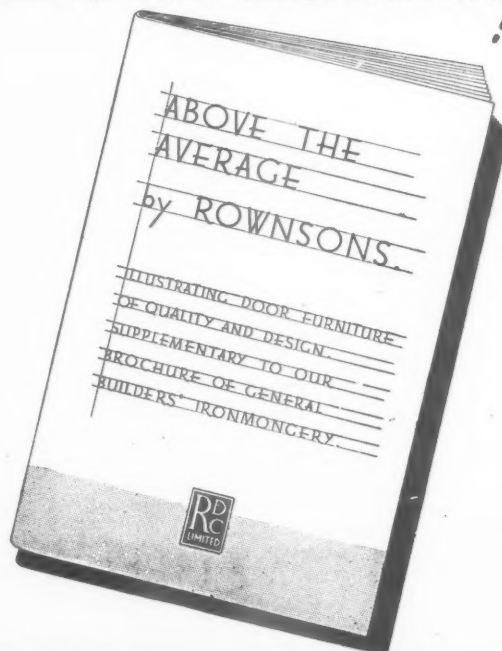 ABOVE THE
AVERAGE
by ROWNSONS.
ILLUSTRATING DOOR FURNITURE
OF QUALITY AND DESIGN.
SUPPLEMENTARY TO OUR
BROCHURE OF GENERAL
BUILDERS' IRONMONGERY.
RDC
LIMITED